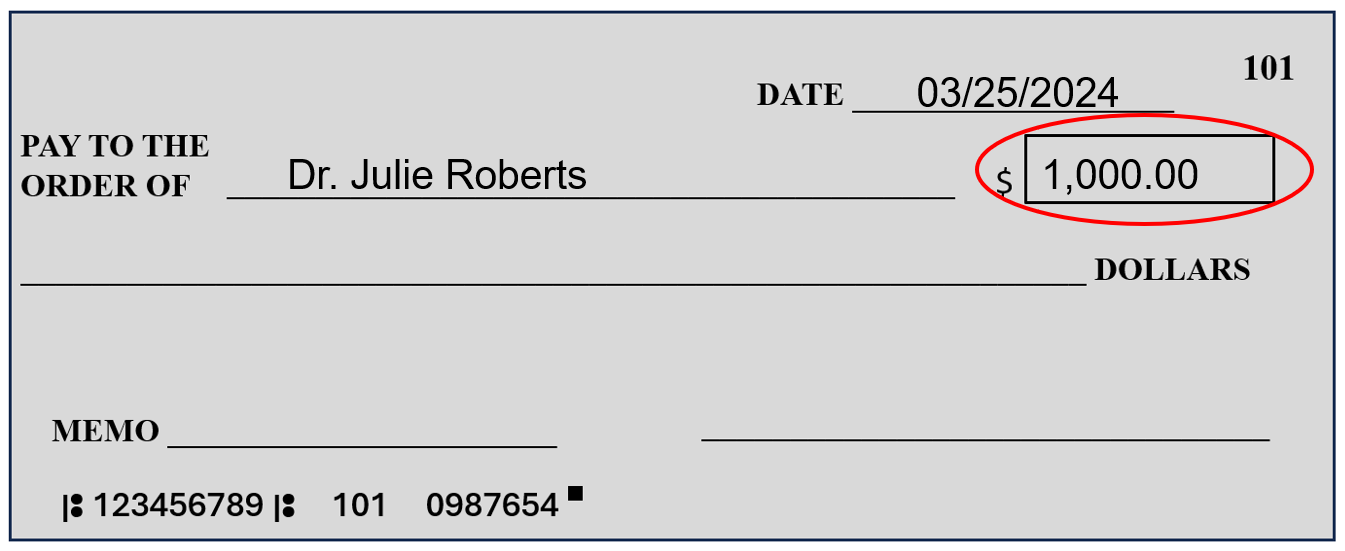 101
DATE 03/25/2024
PAY TO THE
ORDER OF Dr. Julie Roberts $ 1,000.00
DOLLARS
MEMO
123456789 101 0987654